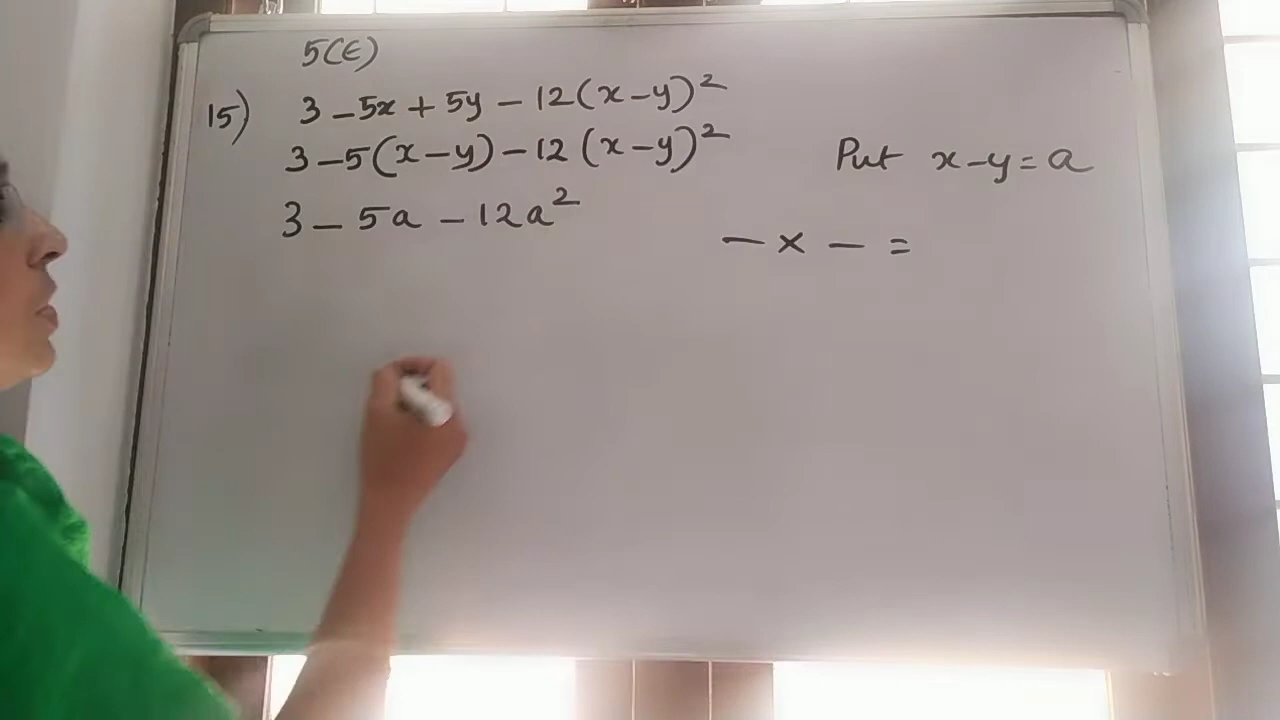 5(E)
15) 3 - 5x + 5y - 12(x-y)²
3 - 5(x-y) - 12(x-y)²
Put x-y = a
3 - 5a - 12a²
- × - =